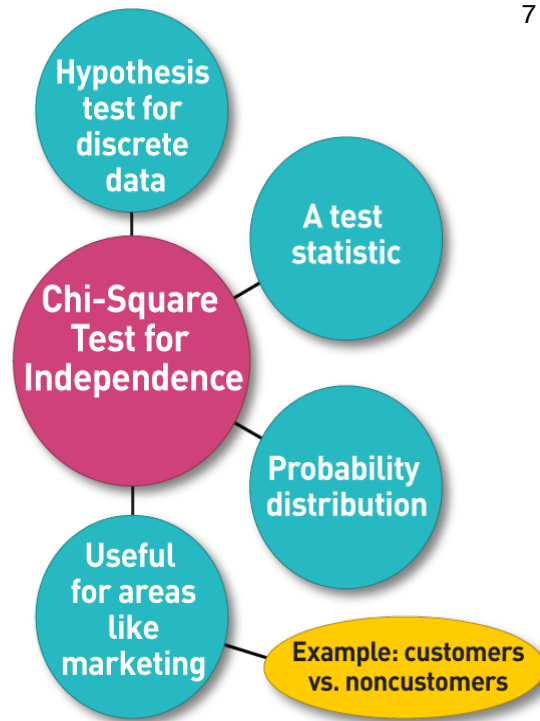 7
Hypothesis
test for
discrete
data
A test
statistic
Chi-Square
Test for
Independence
Probability
distribution
Useful
for areas
like
marketing
Example: customers
vs. noncustomers